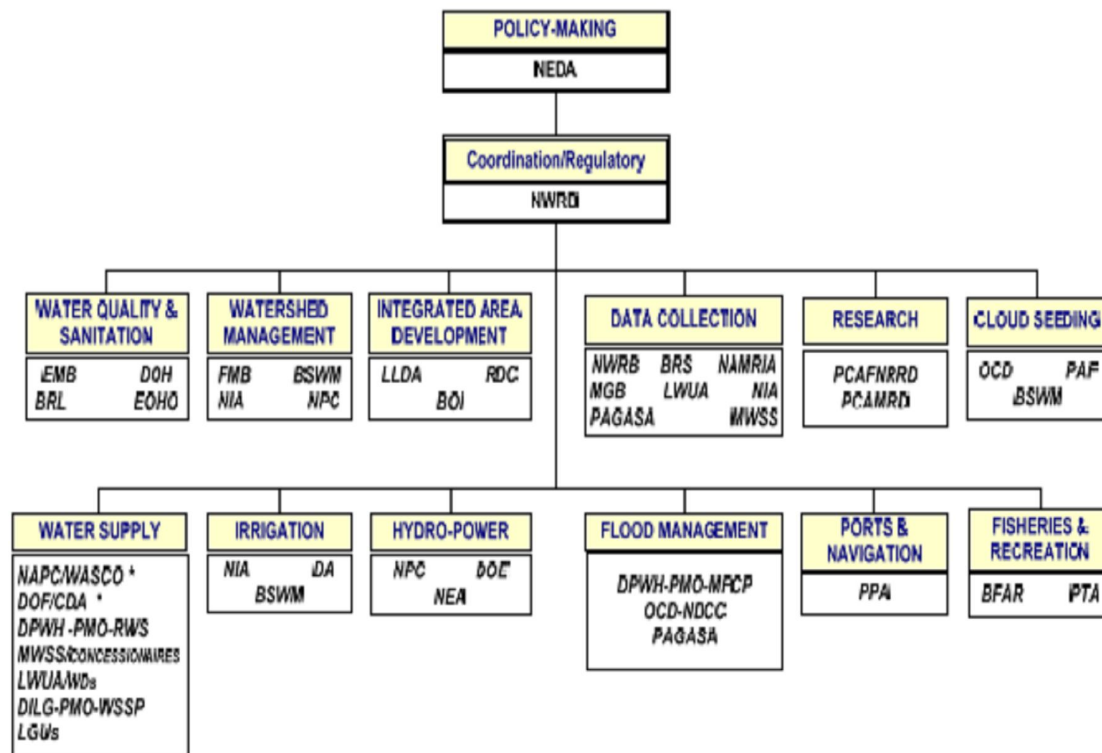 POLICY-MAKING
NEDA
Coordination/Regulatory
NWRB
WATER QUALITY &
SANITATION
EMB DOH
BRL EOHO
WATERSHED
MANAGEMENT
FMB BSWM
NIA NPC
INTEGRATED AREA
DEVELOPMENT
LLDA RDC
BOI
DATA COLLECTION
NWRB BRS NAMRIA
MGB LWUA NIA
PAGASA MWSS
RESEARCH
PCAFNRRD
PCAMRD
CLOUD SEEDING
OCD PAF
BSWM
WATER SUPPLY
NAPC/WASCO *
DOF/CDA *
DPWH -PMO-RWS
MWSS/CONCESSIONAIRES
LWUA/WDs
DILG-PMO-WSSP
LGUs
IRRIGATION
NIA DA
BSWM
HYDRO-POWER
NPC DOE
NEA
FLOOD MANAGEMENT
DPWH-PMO-MFCP
OCD-NDCC
PAGASA
PORTS &
NAVIGATION
PPA
FISHERIES &
RECREATION
BFAR PTA